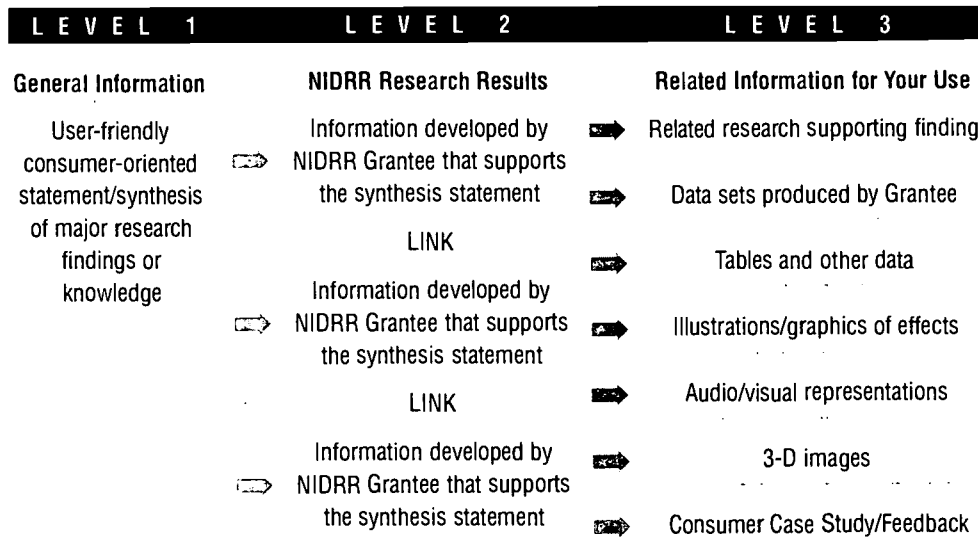 LEVEL 1
LEVEL 2
LEVEL 3
General Information
User-friendly
consumer-oriented
statement/synthesis
of major research
findings or
knowledge
NIDRR Research Results
Information developed by
NIDRR Grantee that supports
the synthesis statement
LINK
Information developed by
NIDRR Grantee that supports
the synthesis statement
LINK
Information developed by
NIDRR Grantee that supports
the synthesis statement
Related Information for Your Use
Related research supporting finding
Data sets produced by Grantee
Tables and other data
Illustrations/graphics of effects
Audio/visual representations
3-D images
Consumer Case Study/Feedback